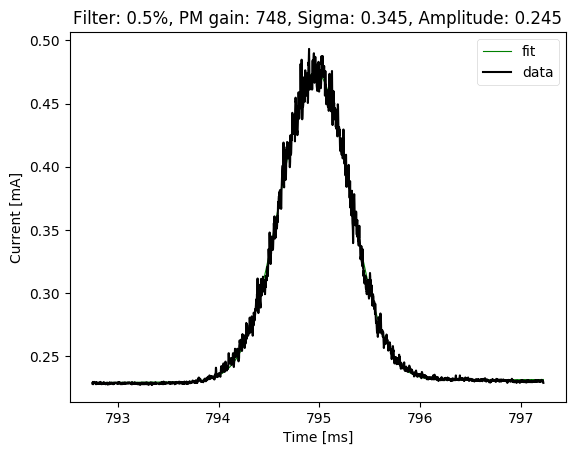 Filter: 0.5%, PM gain: 748, Sigma: 0.345, Amplitude: 0.245
fit
data
0.50
0.45
0.40
0.35
0.30
0.25
Current [mA]
793
794
795
796
797
Time [ms]